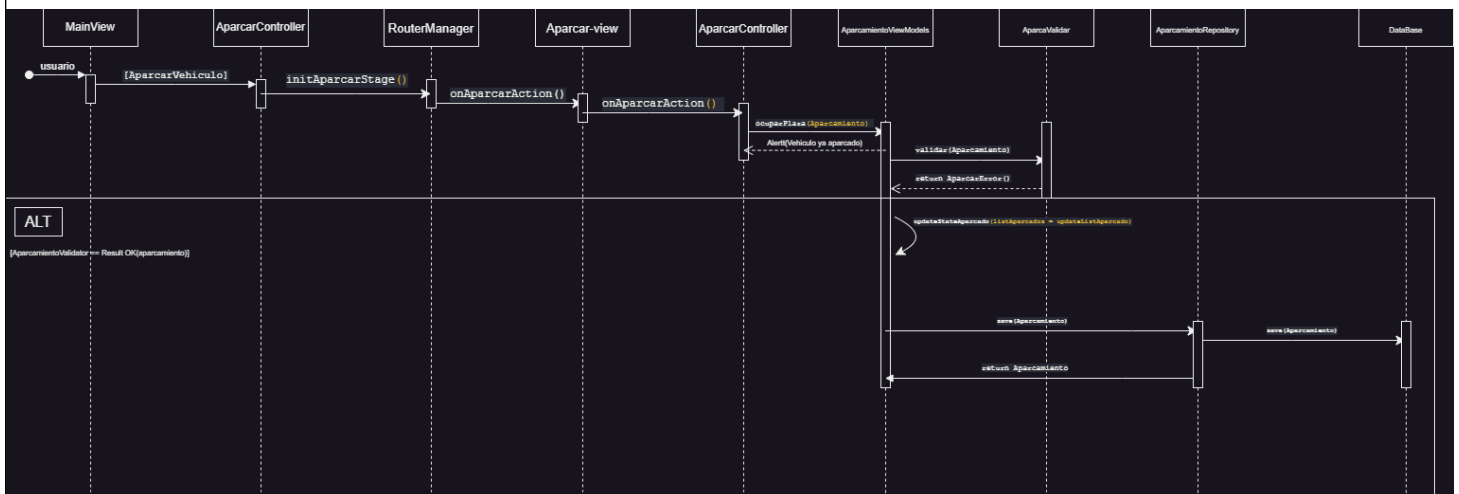 MainView
AparcarController
RouterManager
Aparcar-view
AparcarController
AparcamientoViewModels
AparcaValidar
AparcamientoRepository
DataBase
usuario
[AparcarVehiculo]
initAparcarStage()
onAparcarAction()
onAparcarAction()
ocuparPlaza(Aparcamiento)
Alertt(Vehiculo ya aparcado)
validar(Aparcamiento)
return AparcarError()
ALT
updateStateAparcado(listAparcados = updateListAparcado)
[AparcamientoValidator == Result OK(aparcamiento)]
save(Aparcamiento)
save(Aparcamiento)
return Aparcamiento